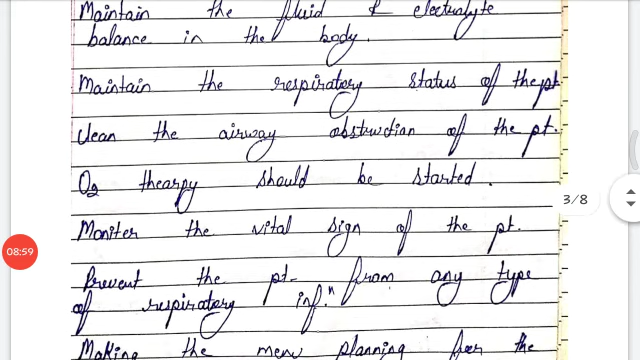 Maintain the fluid & electrolyte
balance in the body.
Maintain the respiratory status of the pt.
Clean the airway obstruction of the pt.
O2 thearpy should be started.
Moniter the vital sign of the pt.
Prevent the pt- from any type
of respiratory infⁿ.
Making the menu planning for the
3/8
08:59